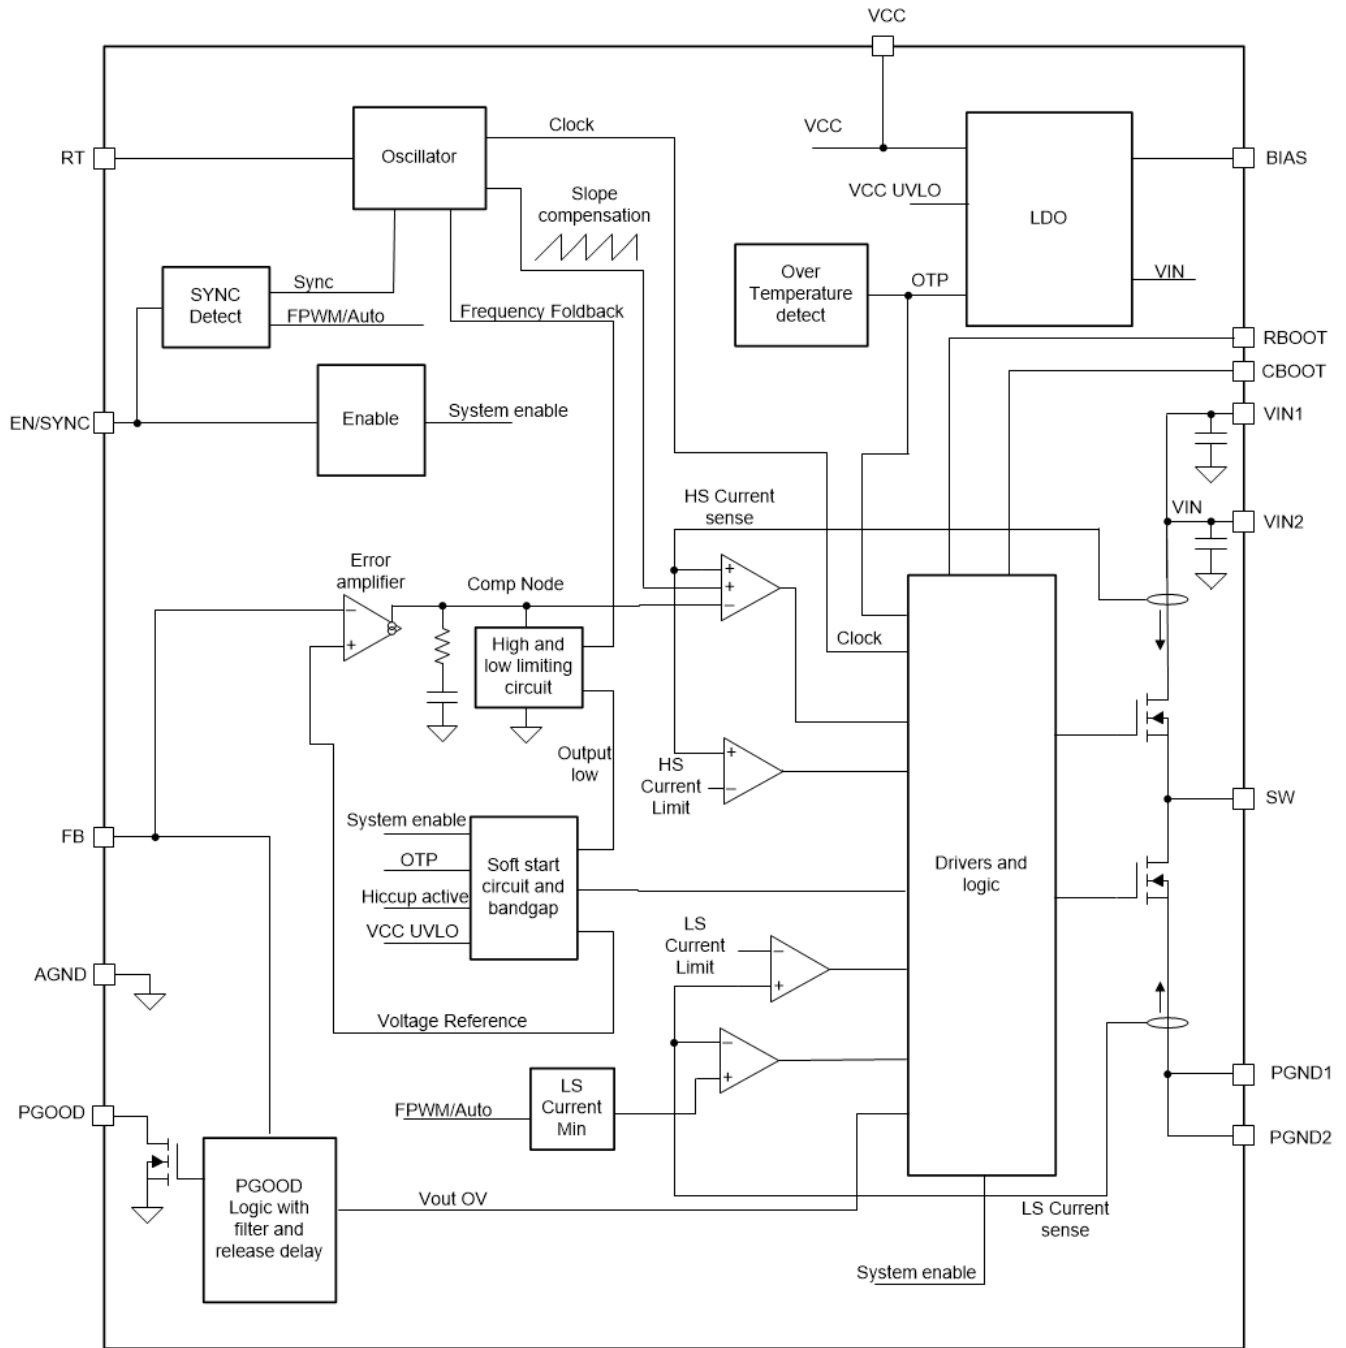 VCC
Clock
VCC
RT
Oscillator
BIAS
Slope
compensation
VCC UVLO
LDO
Over
Temperature
detect
OTP
VIN
SYNC
Detect
Sync
FPWM/Auto
Frequency Foldback
RBOOT
CBOOT
EN/SYNC
Enable
System enable
VIN1
HS Current
sense
VIN
VIN2
Error
amplifier
Comp Node
+
+
−
−
+
High and
low limiting
circuit
Clock
Output
low
HS
Current
Limit
+
−
SW
FB
System enable
OTP
Hiccup active
VCC UVLO
Soft start
circuit and
bandgap
Drivers and
logic
LS
Current
Limit
−
+
AGND
Voltage Reference
−
+
PGND1
PGOOD
FPWM/Auto
LS
Current
Min
PGND2
PGOOD
Logic with
filter and
release delay
Vout OV
LS Current
sense
System enable